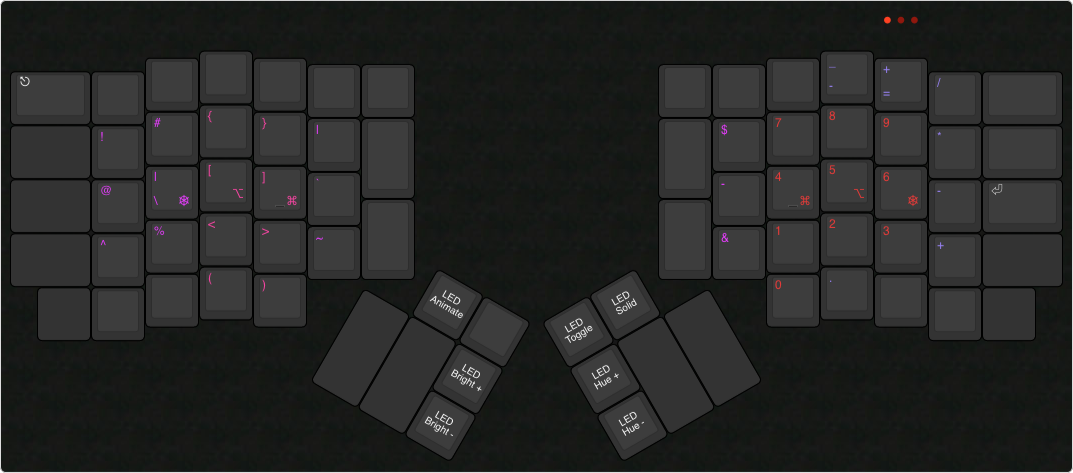 – +
- = /
# { } |
! $ 7 8 9 *
@ | [ ] `
\ ❄ ⌥ _ ⌘
- 4 5 6 -
_ ⌘ ⌥ ❄
^ % < > ~
& 1 2 3 +
( )
0 .
LED
Animate
LED
Bright +
LED
Bright -
LED
Toggle
LED
Solid
LED
Hue +
LED
Hue -